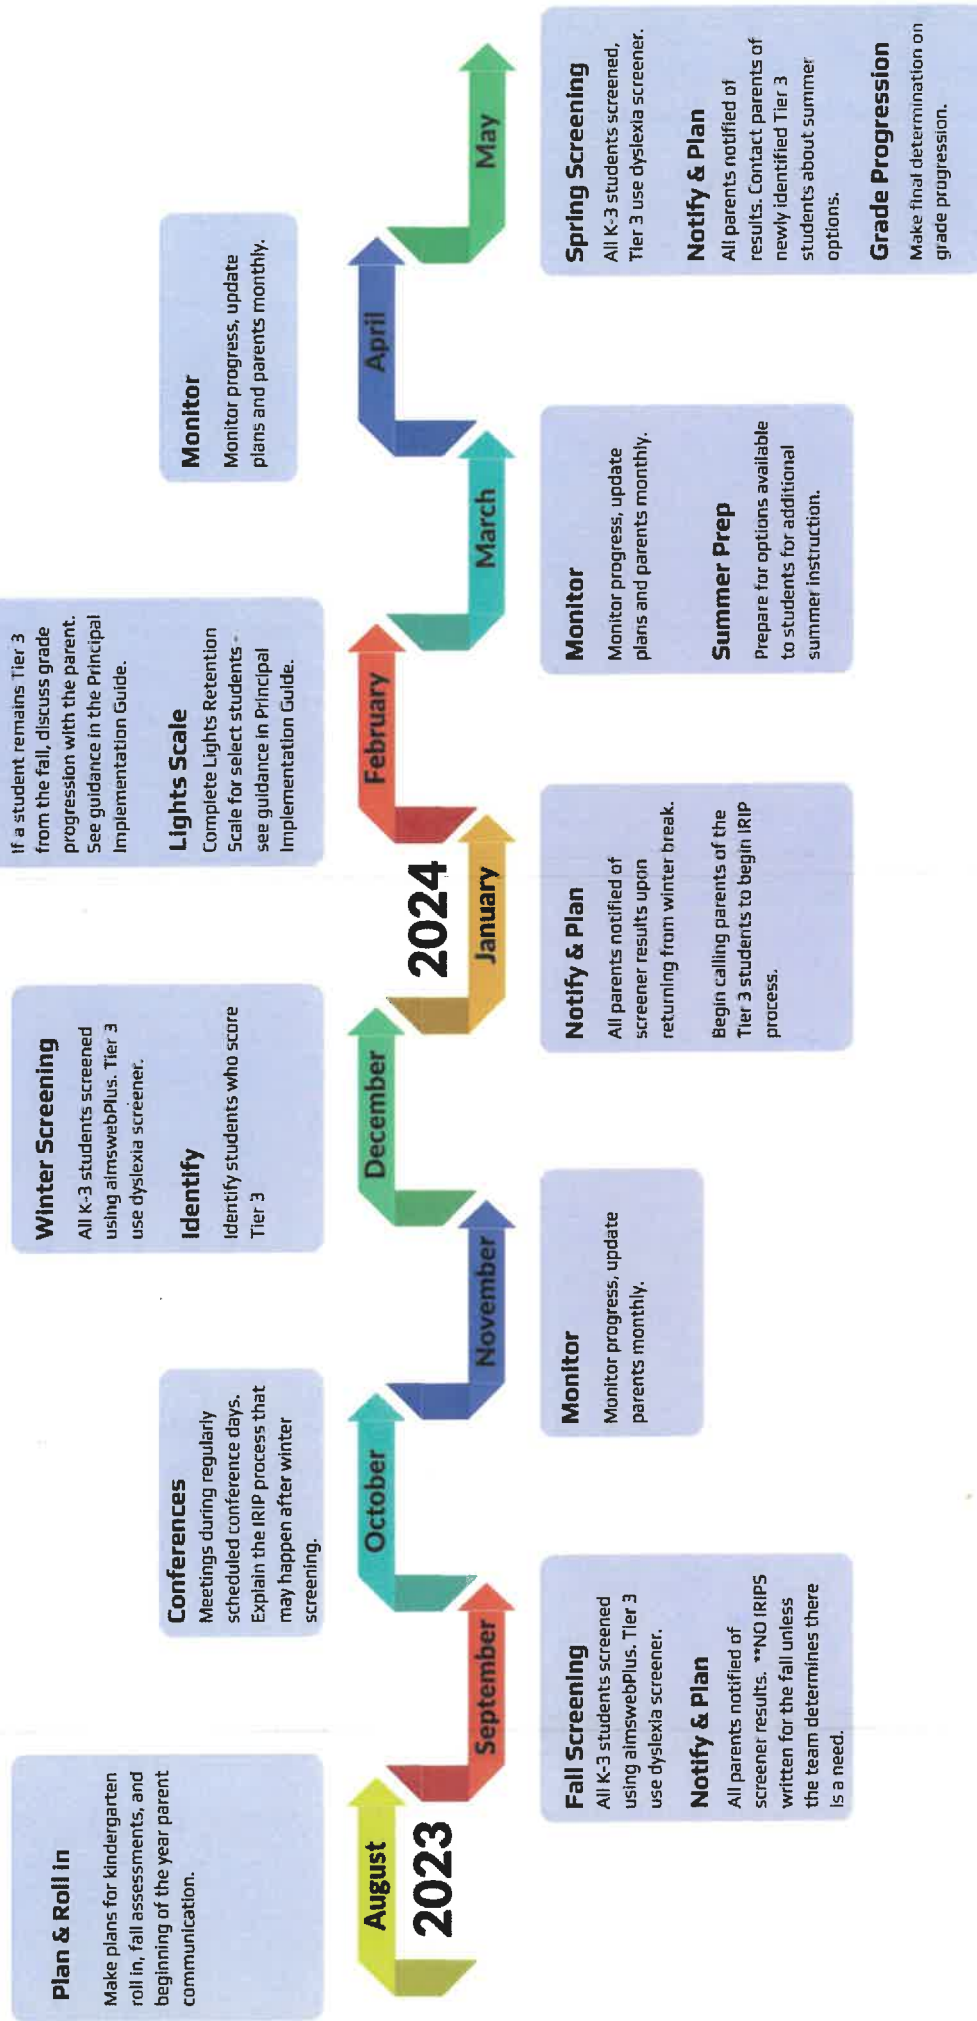 Plan & Roll in
Make plans for kindergarten
roll in, fall assessments, and
beginning of the year parent
communication.
August
2023
September
Fall Screening
All K-3 students screened
using aimswebPlus. Tier 3
use dyslexia screener.
Notify & Plan
All parents notified of
screener results. **NO IRIPS
written for the fall unless
the team determines there
is a need.
Conferences
Meetings during regularly
scheduled conference days.
Explain the IRIP process that
may happen after winter
screening.
October
November
Monitor
Monitor progress, update
parents monthly.
Winter Screening
All K-3 students screened
using aimswebPlus. Tier 3
use dyslexia screener.
Identify
Identify students who score
Tier 3
December
2024
January
Notify & Plan
All parents notified of
screener results upon
returning from winter break.
Begin calling parents of the
Tier 3 students to begin IRIP
process.
If a student remains Tier 3
from the fall, discuss grade
progression with the parent.
See guidance in the Principal
Implementation Guide.
Lights Scale
Complete Lights Retention
Scale for select students -
see guidance in Principal
Implementation Guide.
February
March
Monitor
Monitor progress, update
plans and parents monthly.
Summer Prep
Prepare for options available
to students for additional
summer instruction.
Monitor
Monitor progress, update
plans and parents monthly.
April
May
Spring Screening
All K-3 students screened,
Tier 3 use dyslexia screener.
Notify & Plan
All parents notified of
results. Contact parents of
newly identified Tier 3
students about summer
options.
Grade Progression
Make final determination on
grade progression.